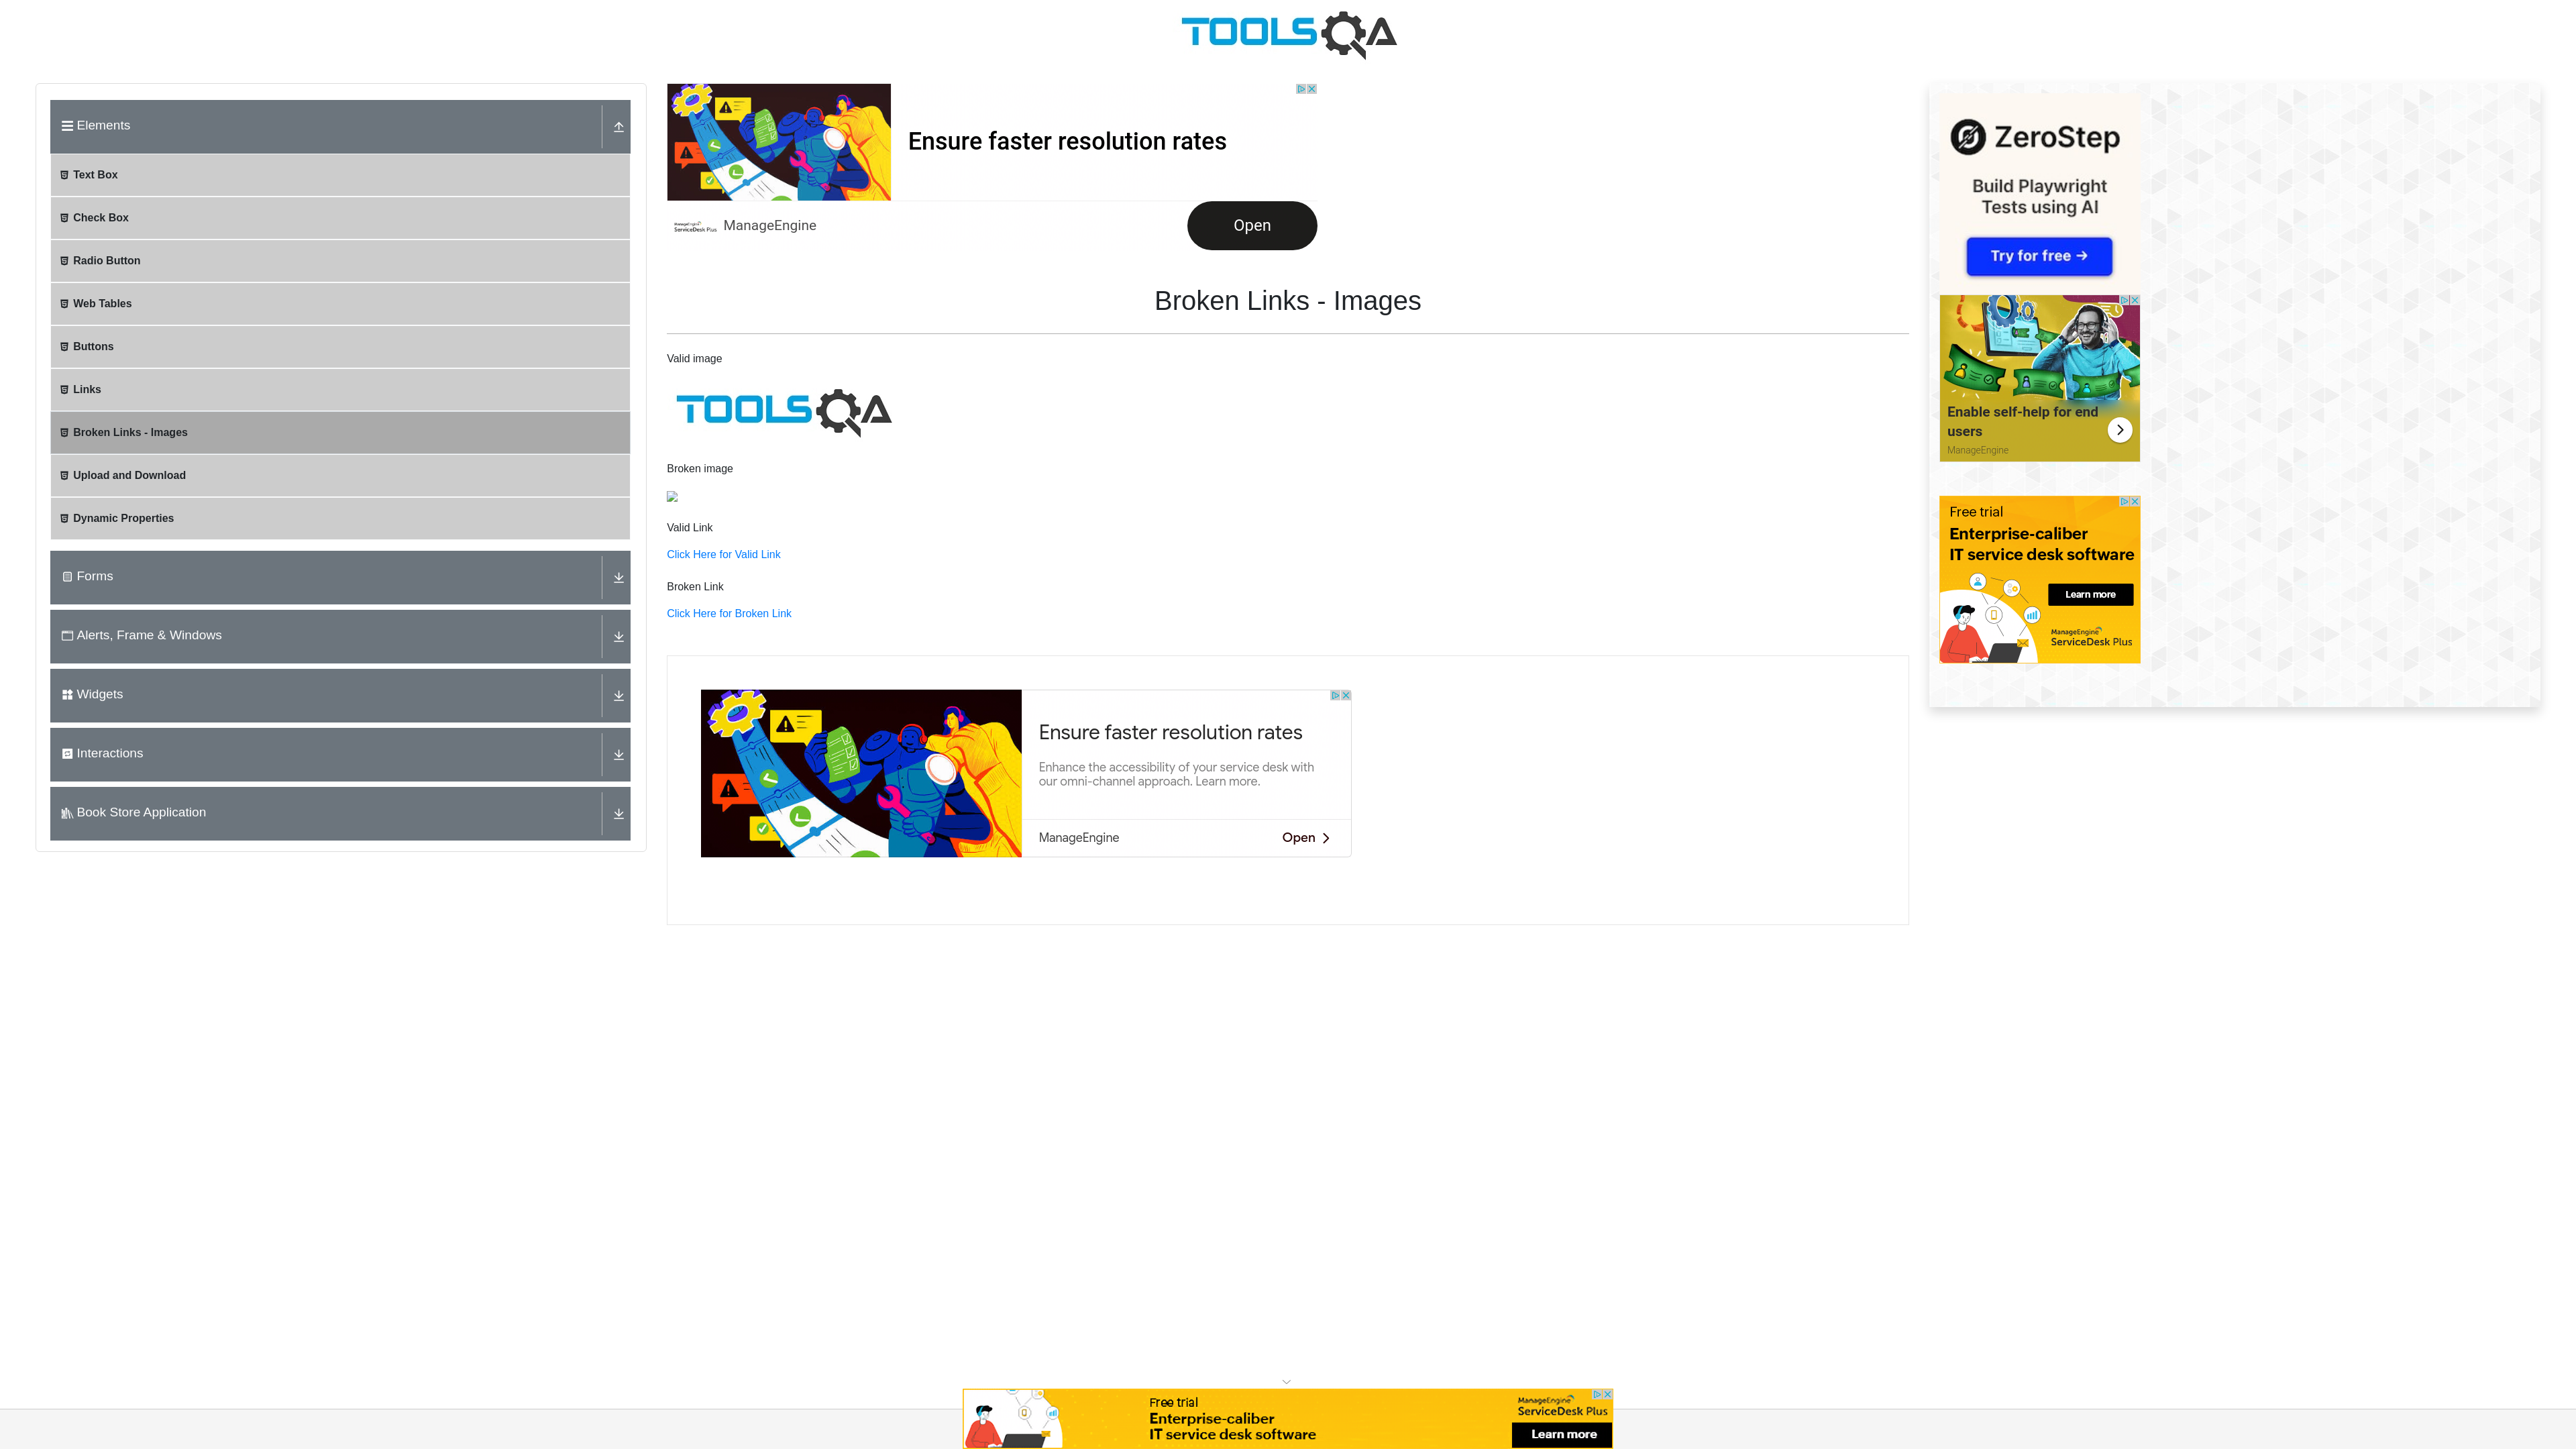 TOOLSQA
Elements
Text Box
Check Box
Radio Button
Web Tables
Buttons
Links
Broken Links - Images
Upload and Download
Dynamic Properties
Forms
Alerts, Frame & Windows
Widgets
Interactions
Book Store Application
Ensure faster resolution rates
ManageEngine
ServiceDesk Plus
ManageEngine
Open
Broken Links - Images
Valid image
TOOLSQA
Broken image
Valid Link
Click Here for Valid Link
Broken Link
Click Here for Broken Link
Ensure faster resolution rates
Enhance the accessibility of your service desk with
our omni-channel approach. Learn more.
ManageEngine
Open
ZeroStep
Build Playwright
Tests using AI
Try for free →
Enable self-help for end
users
ManageEngine
Free trial
Enterprise-caliber
IT service desk software
Learn more
ManageEngine
ServiceDesk Plus
Free trial
Enterprise-caliber
IT service desk software
ManageEngine
ServiceDesk Plus
Learn more